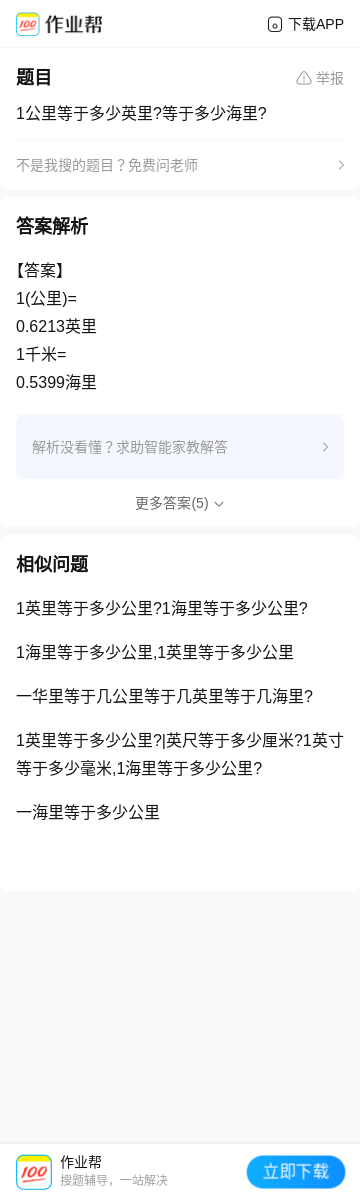 作业帮
下载APP
题目
举报
1公里等于多少英里?等于多少海里?
不是我搜的题目？免费问老师
答案解析
【答案】
1(公里)=
0.6213英里
1千米=
0.5399海里
解析没看懂？求助智能家教解答
更多答案(5)
相似问题
1英里等于多少公里?1海里等于多少公里?
1海里等于多少公里,1英里等于多少公里
一华里等于几公里等于几英里等于几海里?
1英里等于多少公里?|英尺等于多少厘米?1英寸
等于多少毫米,1海里等于多少公里?
一海里等于多少公里
100
作业帮
搜题辅导，一站解决
立即下载